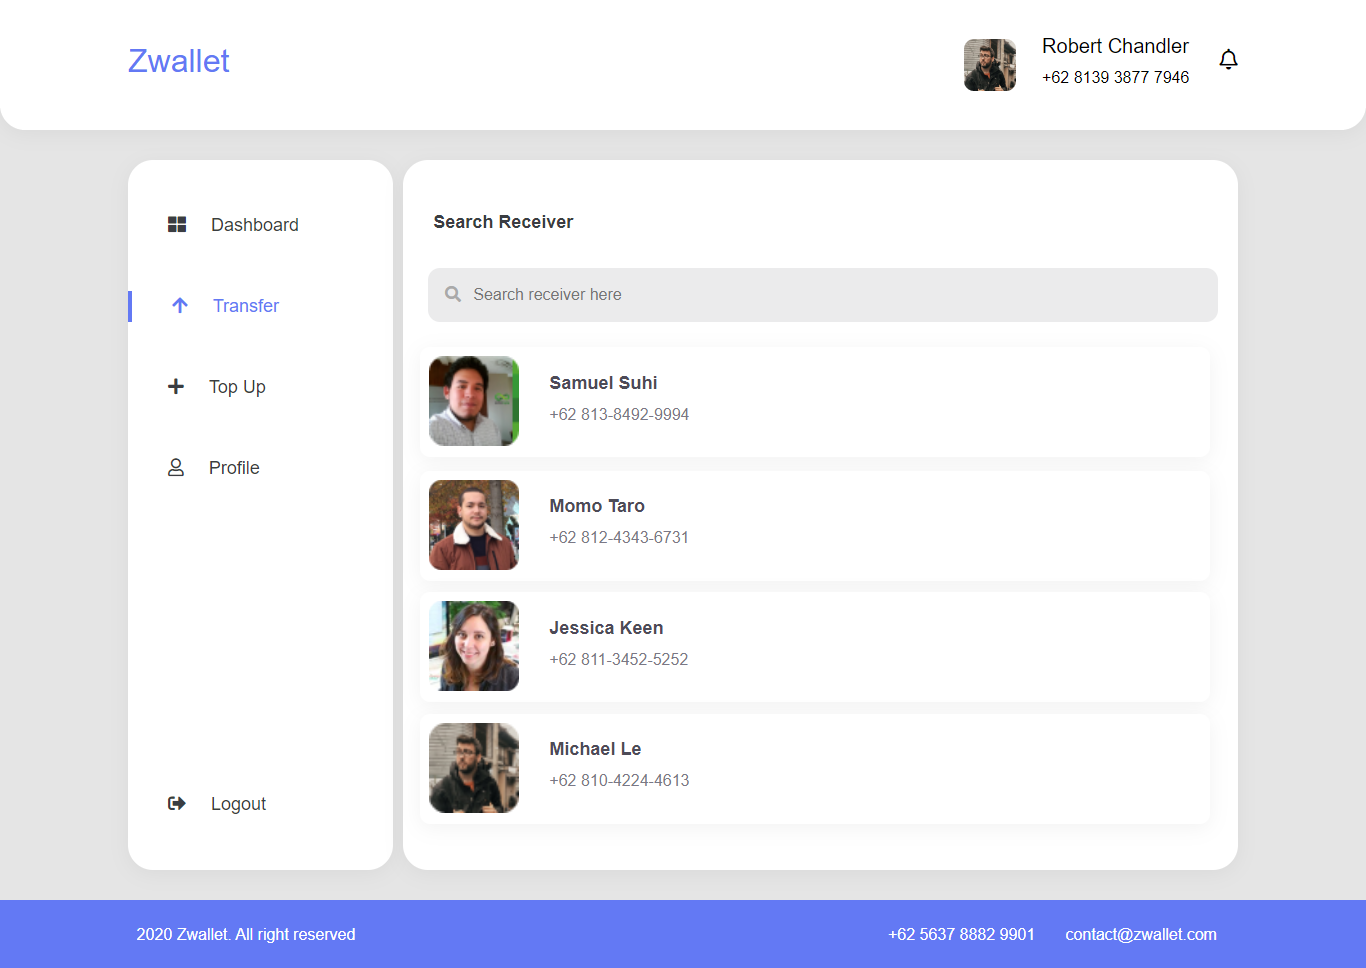 Zwallet
Robert Chandler
+62 8139 3877 7946
Dashboard
Transfer
Top Up
Profile
Logout
Search Receiver
Search receiver here
Samuel Suhi
+62 813-8492-9994
Momo Taro
+62 812-4343-6731
Jessica Keen
+62 811-3452-5252
Michael Le
+62 810-4224-4613
2020 Zwallet. All right reserved
+62 5637 8882 9901
contact@zwallet.com